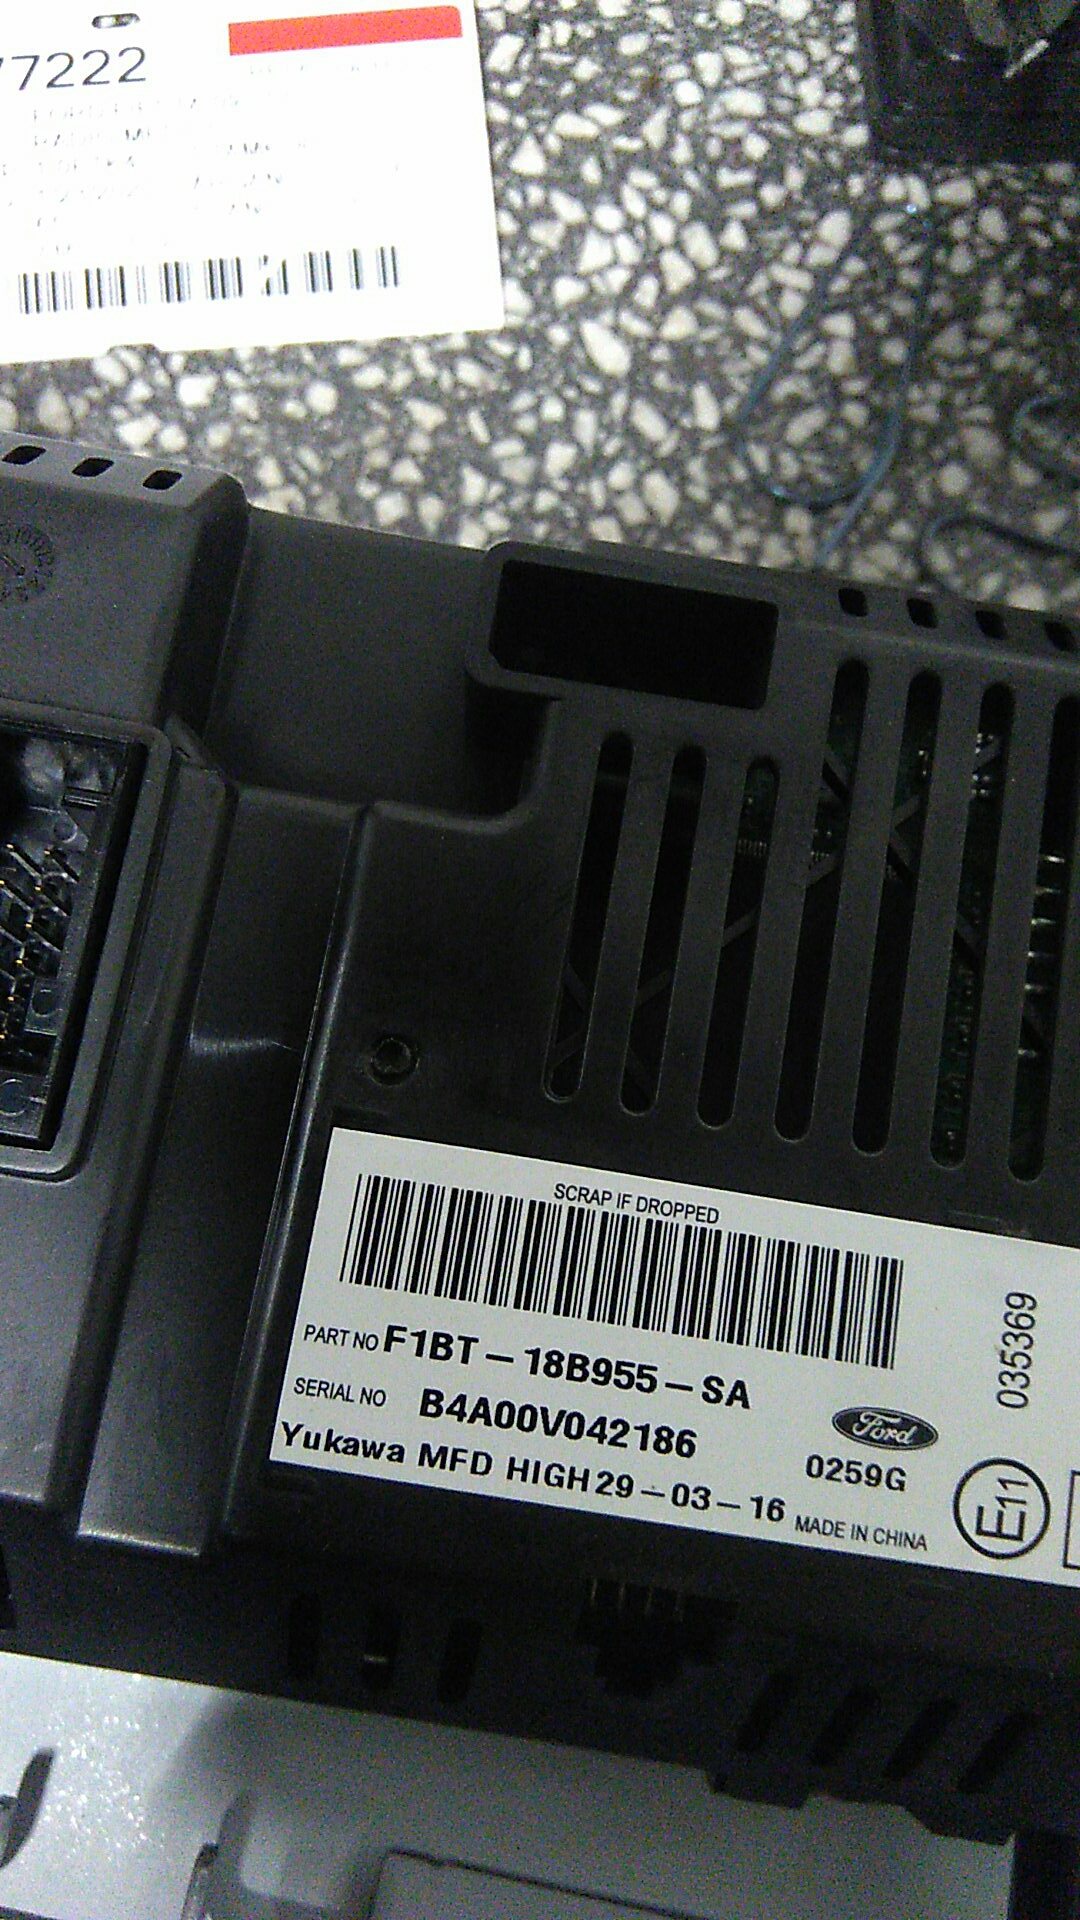 77222
SCRAP IF DROPPED
PART NO F1BT-18B955-SA
SERIAL NO B4A00V042186
Yukawa MFD HIGH 29-03-16
Ford
0259G
MADE IN CHINA
E11
035369